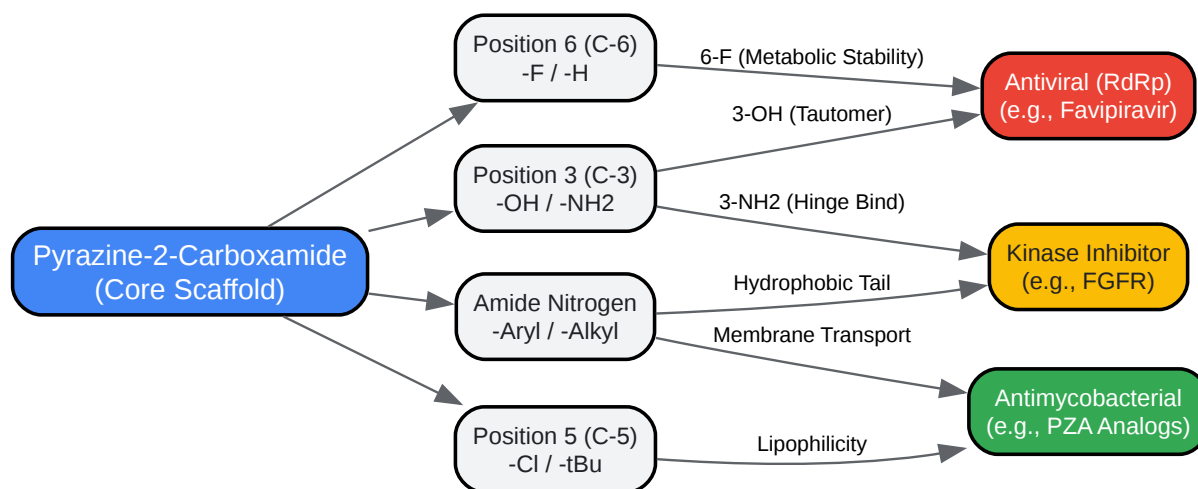 Pyrazine-2-Carboxamide
(Core Scaffold)
Position 6 (C-6)
-F / -H
Position 3 (C-3)
-OH / -NH2
Amide Nitrogen
-Aryl / -Alkyl
Position 5 (C-5)
-Cl / -tBu
6-F (Metabolic Stability)
3-OH (Tautomer)
3-NH2 (Hinge Bind)
Hydrophobic Tail
Membrane Transport
Lipophilicity
Antiviral (RdRp)
(e.g., Favipiravir)
Kinase Inhibitor
(e.g., FGFR)
Antimycobacterial
(e.g., PZA Analogs)